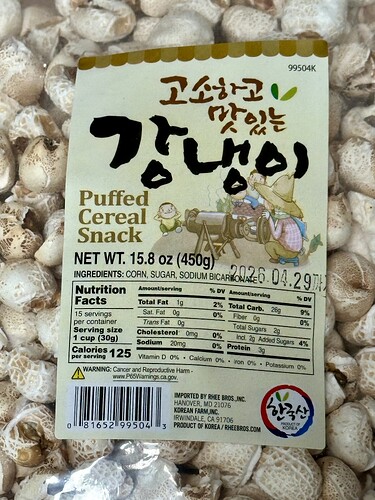 99504K
고소하고
맛있는
강냉이
Puffed
Cereal
Snack
NET WT. 15.8 oz (450g)
INGREDIENTS: CORN, SUGAR, SODIUM BICARBONATE
2026.04.29
Nutrition
Facts
15 servings
per container
Serving size
1 cup (30g)
Calories
per serving 125
Amount/serving % DV
Total Fat 1g 2%
Sat. Fat 0g 0%
Trans Fat 0g
Cholesterol 0mg 0%
Sodium 20mg 0%
Amount/serving % DV
Total Carb. 26g 9%
Fiber 0g 0%
Total Sugars 2g
Incl. 2g Added Sugars 4%
Protein 3g
Vitamin D 0% • Calcium 0% • Iron 0% • Potassium 0%
WARNING: Cancer and Reproductive Harm -
www.P65Warnings.ca.gov.
0 81652 99504 3
IMPORTED BY RHEE BROS.,INC.
HANOVER, MD 21076
KOREAN FARM,INC.
IRWINDALE, CA 91706
PRODUCT OF KOREA / RHEEBROS.COM
한국산
PRODUCT OF
KOREA